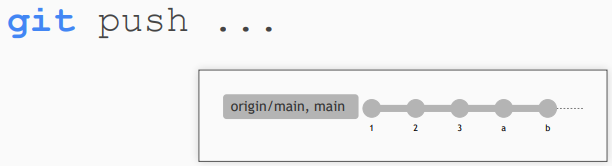 git push ...
origin/main, main
1 2 3 a b